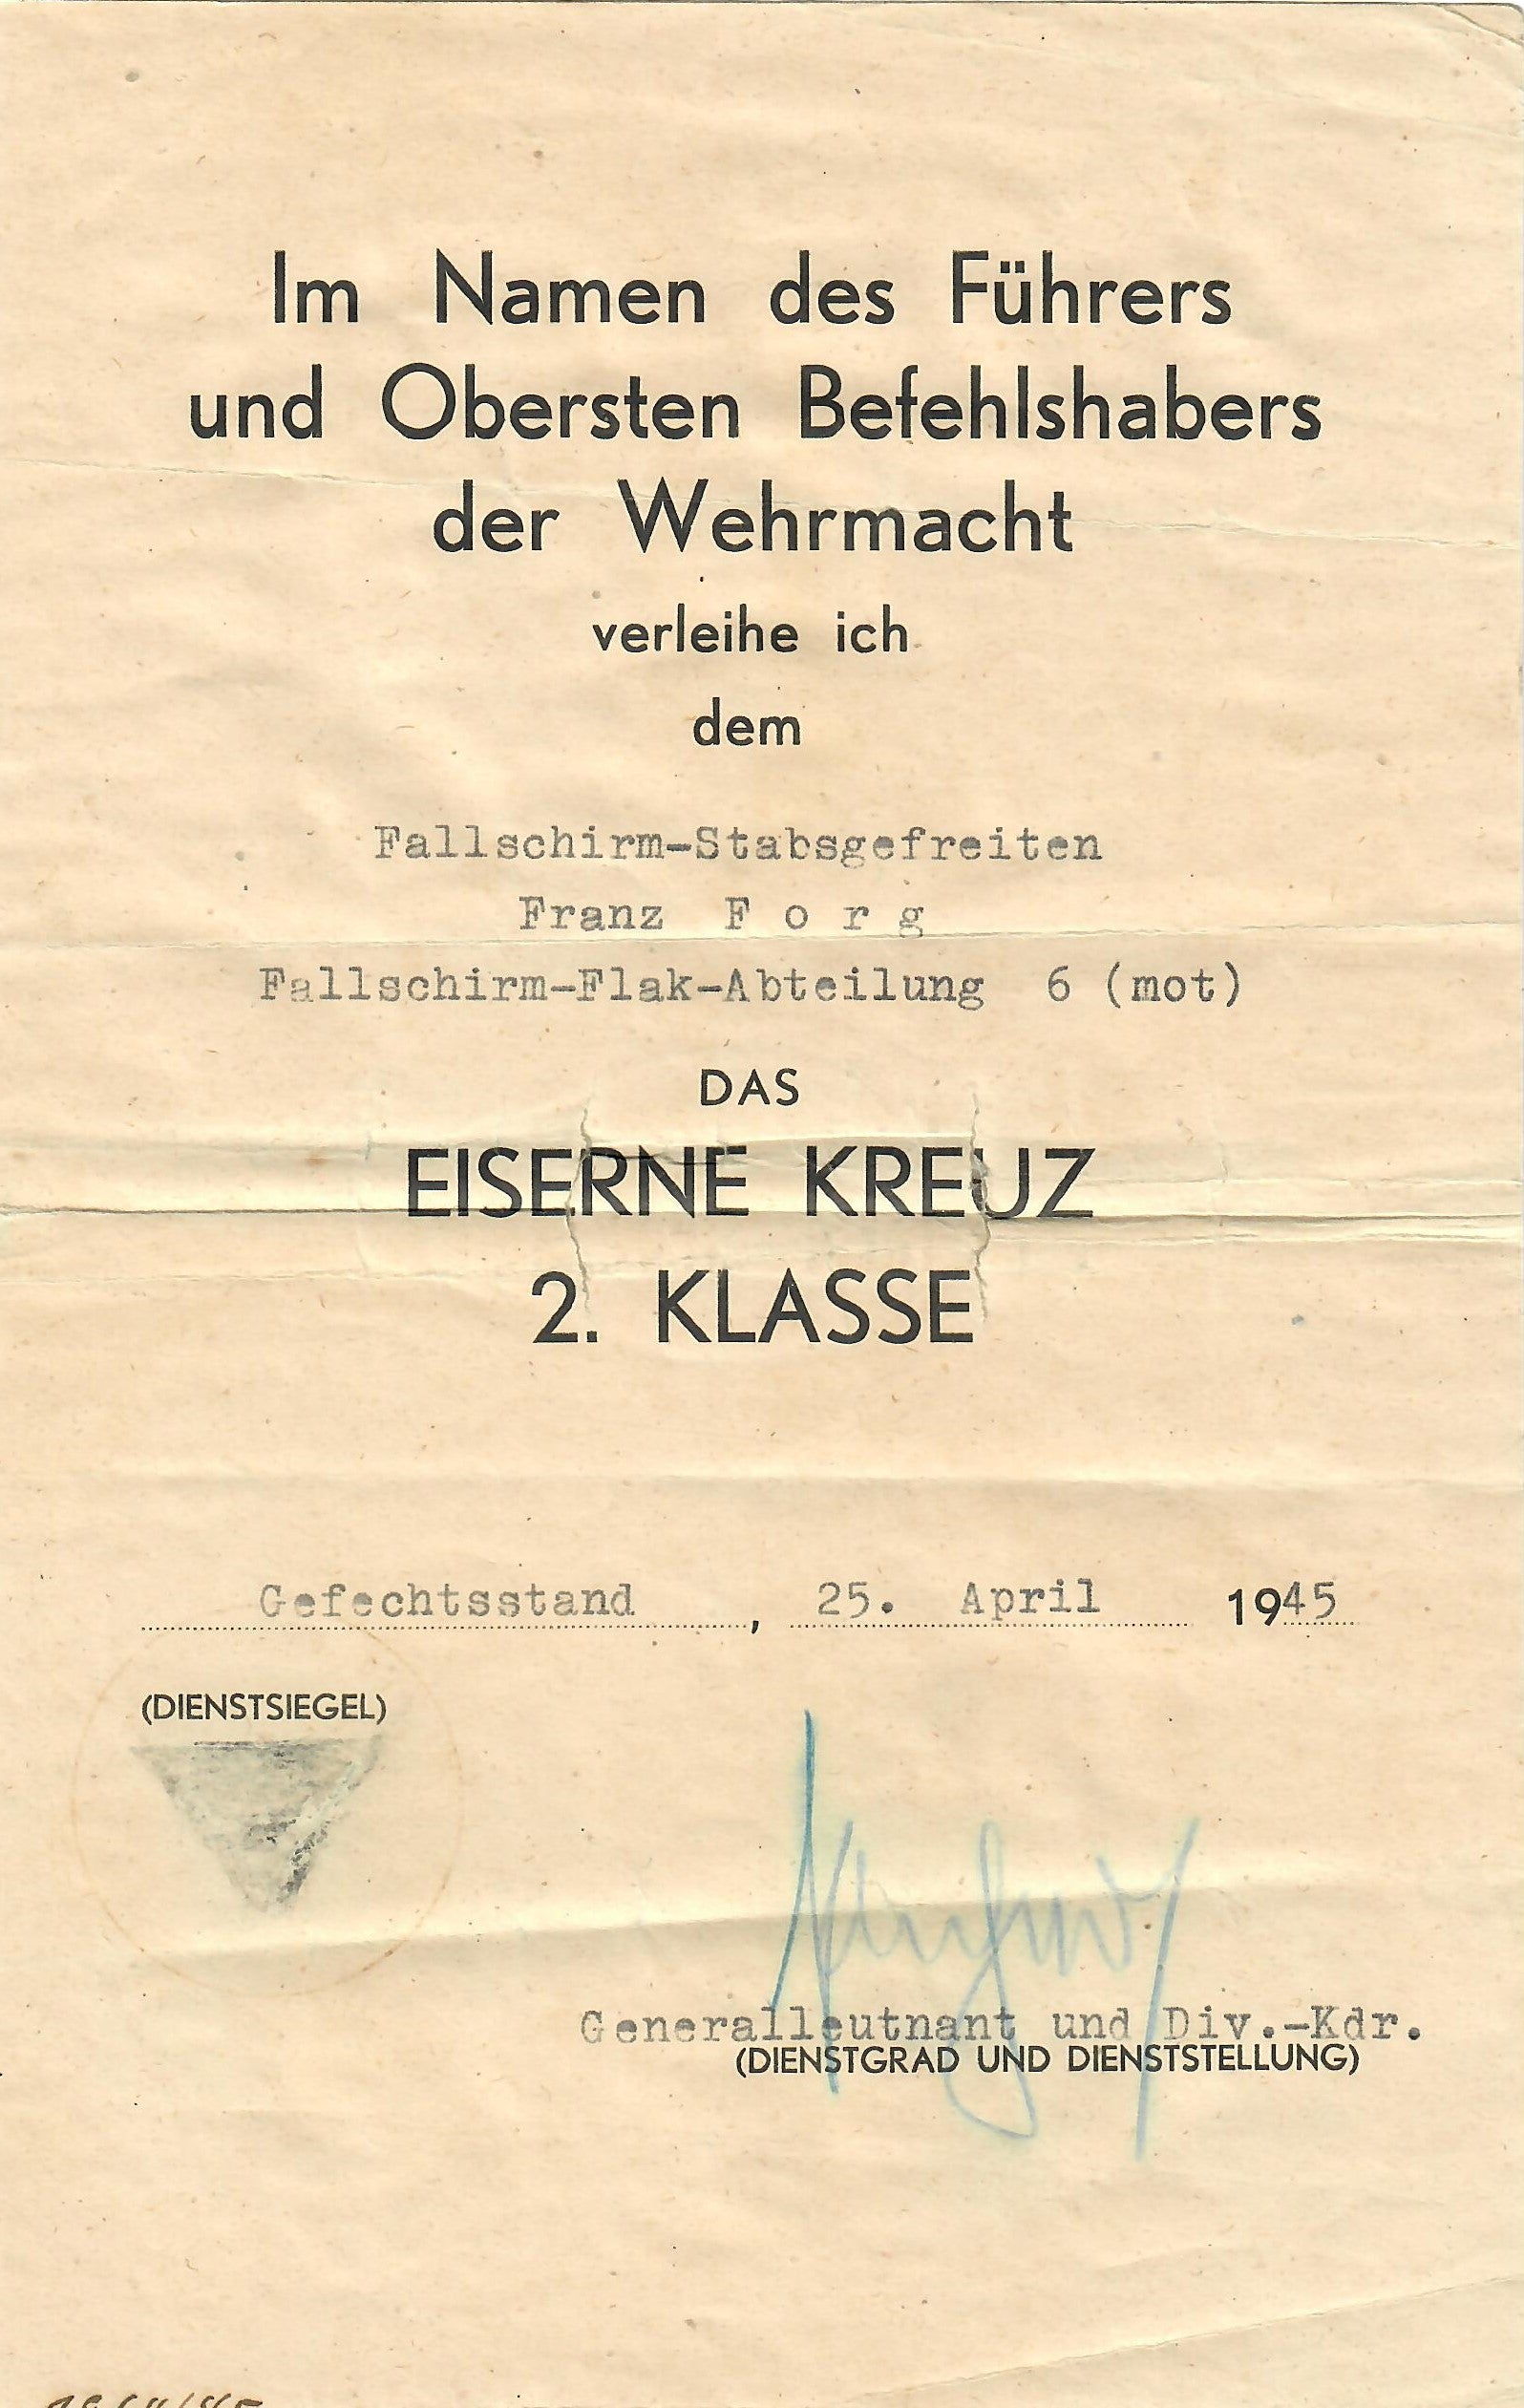 Im Namen des Führers
und Obersten Befehlshabers
der Wehrmacht
verleihe ich
dem
Fallschirm-Stabsgefreiten
Franz F o r g
Fallschirm-Flak-Abteilung 6 (mot)
DAS
EISERNE KREUZ
2. KLASSE
Gefechtsstand , 25. April 1945
(DIENSTSIEGEL)
Generalleutnant und Div.-Kdr.
(DIENSTGRAD UND DIENSTSTELLUNG)